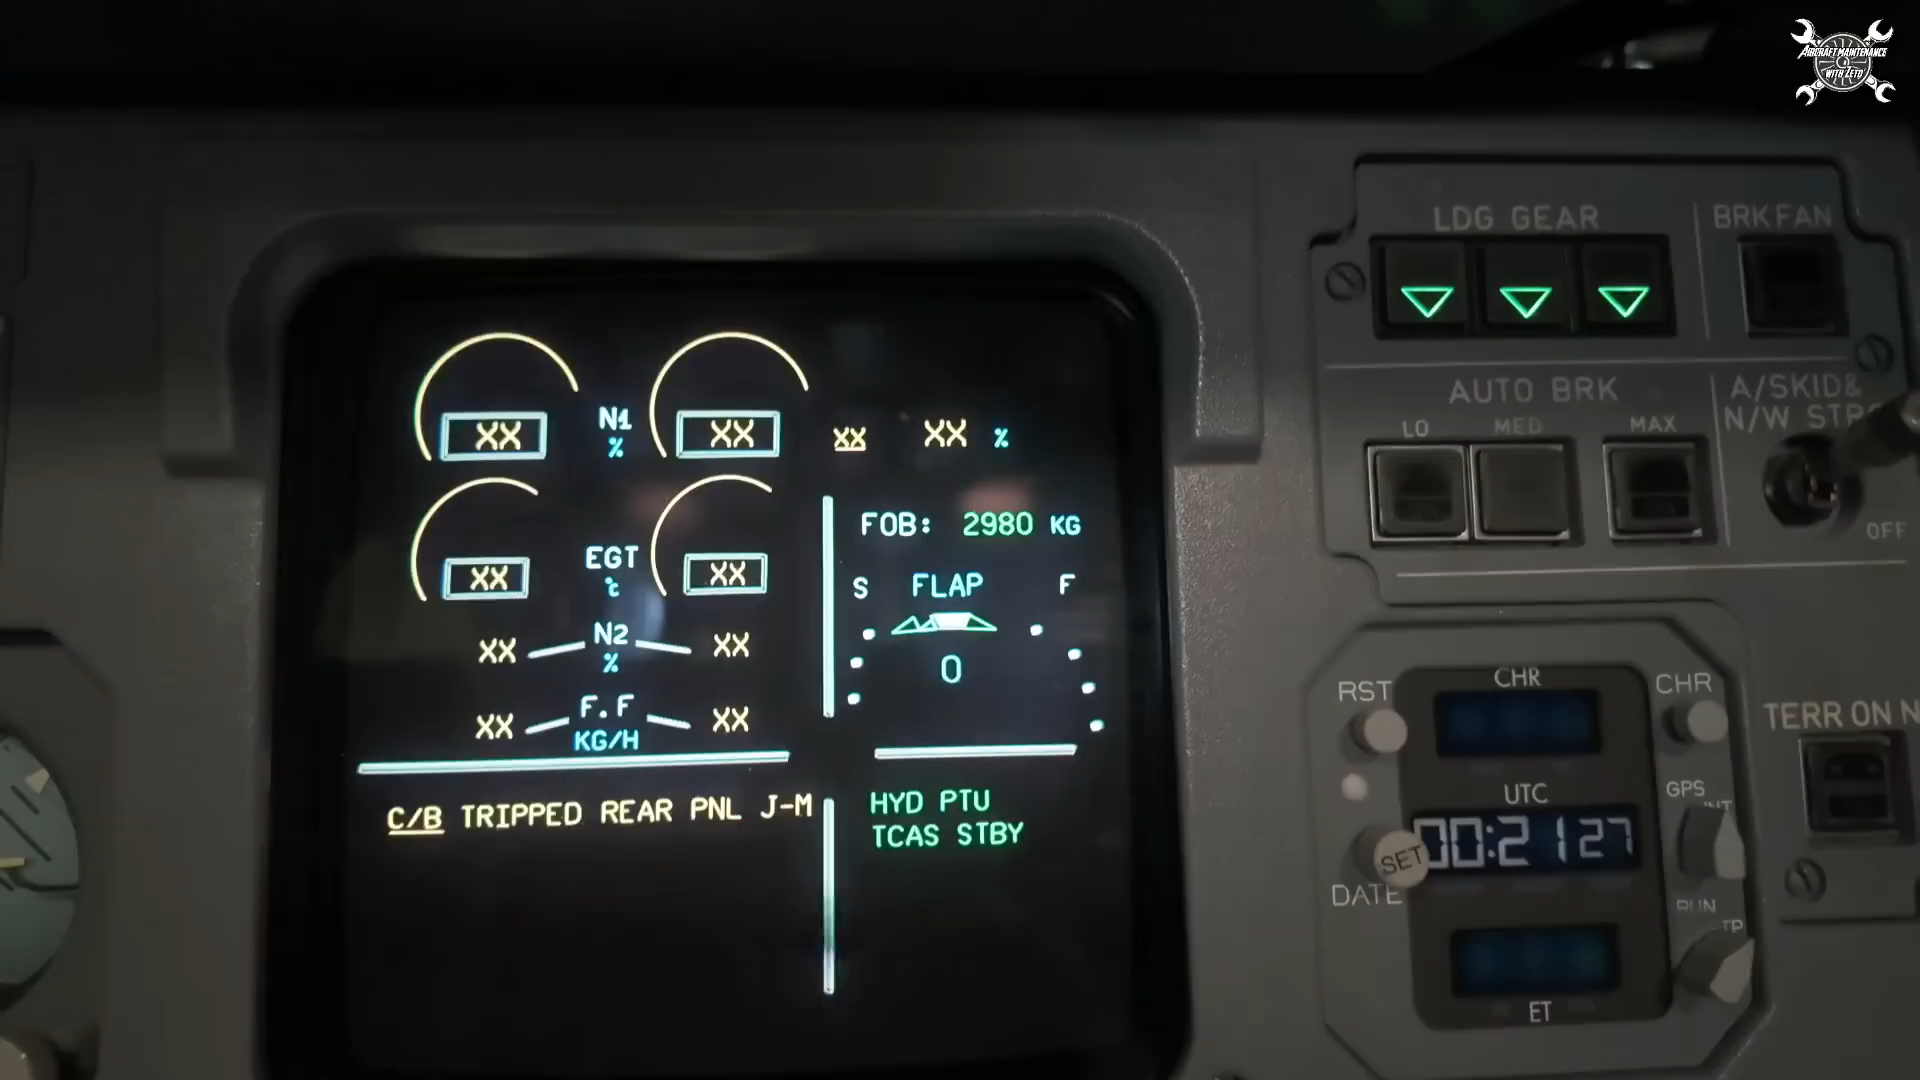 AIRCRAFT MAINTENANCE
WITH ZETO
LDG GEAR
BRK FAN
AUTO BRK
A/SKID&
N/W STRG
LO
MED
MAX
OFF
XX
N1
%
XX
XX
XX
%
FOB: 2980 KG
XX
EGT
°C
XX
S
FLAP
F
0
XX
N2
%
XX
XX
F.F
KG/H
XX
C/B TRIPPED REAR PNL J-M
HYD PTU
TCAS STBY
CHR
RST
CHR
UTC
GPS
INT
00:21 27
SET
DATE
RUN
ET
TERR ON N